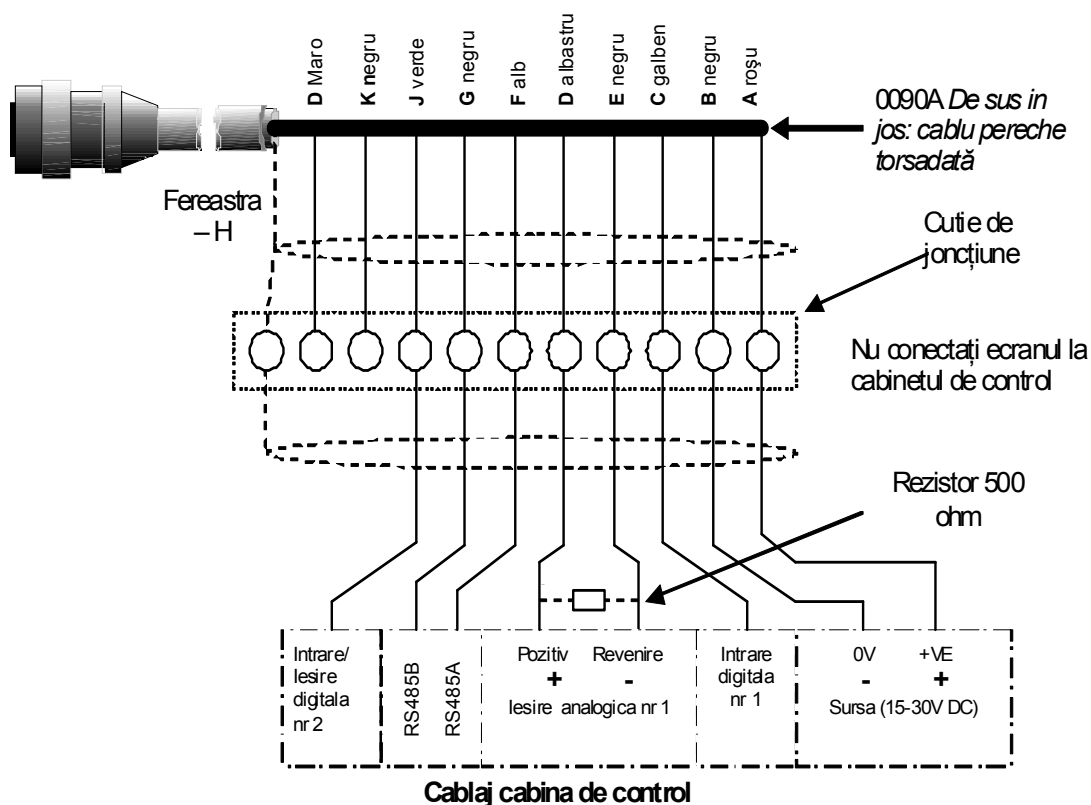 D Maro
K negru
J verde
G negru
F alb
D albastru
E negru
C galben
B negru
A roșu
0090A De sus in
jos: cablu pereche
torsadată
Fereastra
– H
Cutie de
joncțiune
Nu conectați ecranul la
cabinetul de control
Rezistor 500
ohm
Intrare/
Iesire
digitala
nr 2
RS485B
RS485A
Pozitiv Revenire
+ -
Iesire analogica nr 1
Intrare
digitala
nr 1
0V +VE
- +
Sursa (15-30V DC)
Cablaj cabina de control